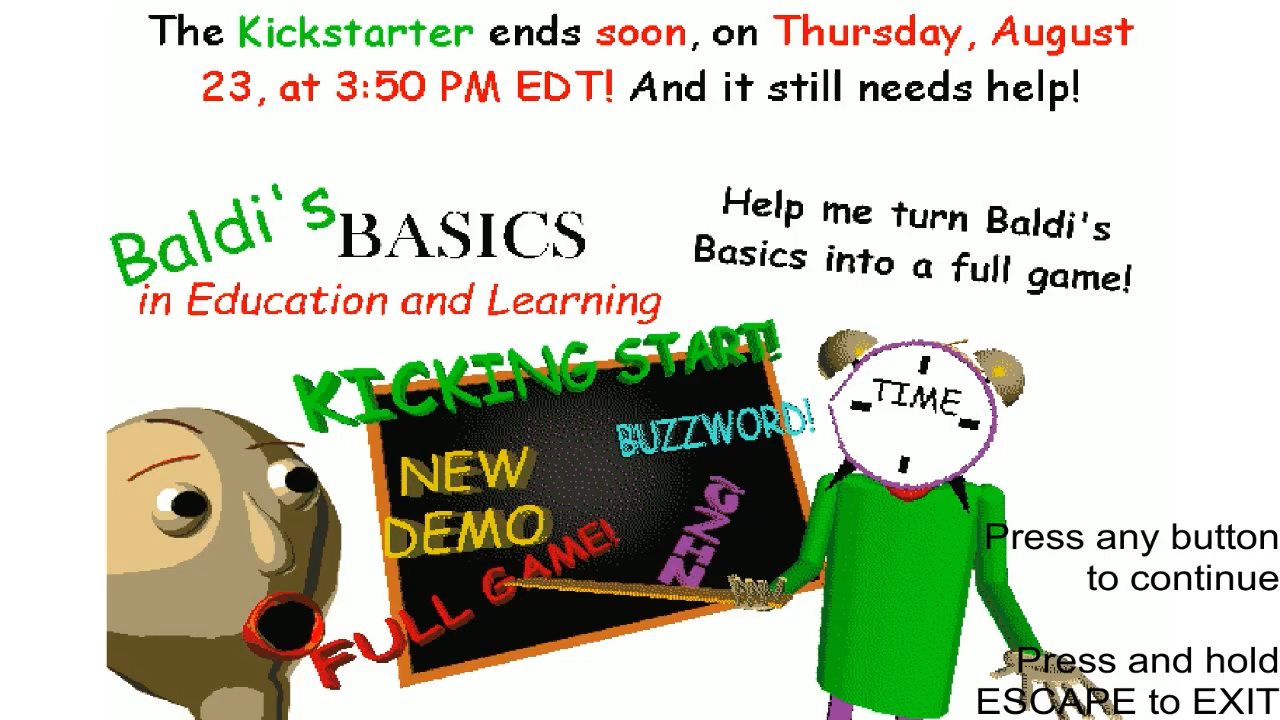 The Kickstarter ends soon, on Thursday, August
23, at 3:50 PM EDT! And it still needs help!
Baldi's BASICS
in Education and Learning
Help me turn Baldi's
Basics into a full game!
KICKING START!
BUZZWORD!
NEW
DEMO
ZING!
FULL GAME!
TIME
Press any button
to continue
Press and hold
ESCAPE to EXIT